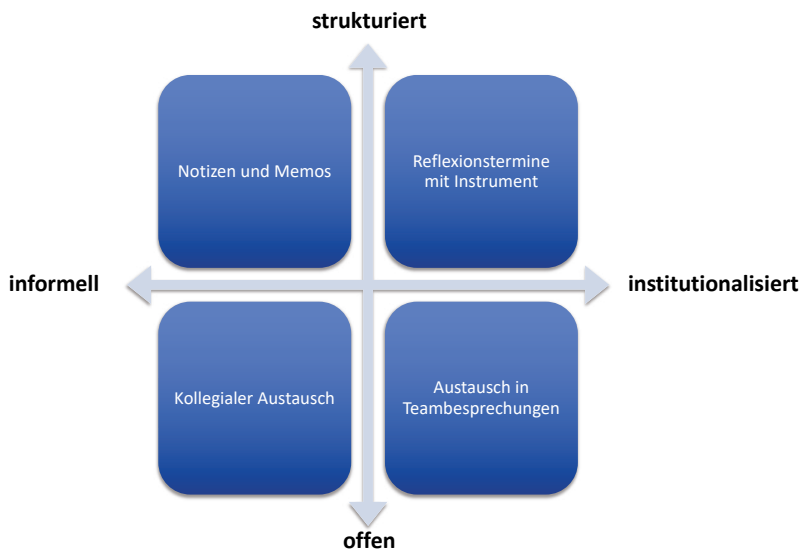 strukturiert
Notizen und Memos
Reflexionstermine
mit Instrument
informell
institutionalisiert
Kollegialer Austausch
Austausch in
Teambesprechungen
offen